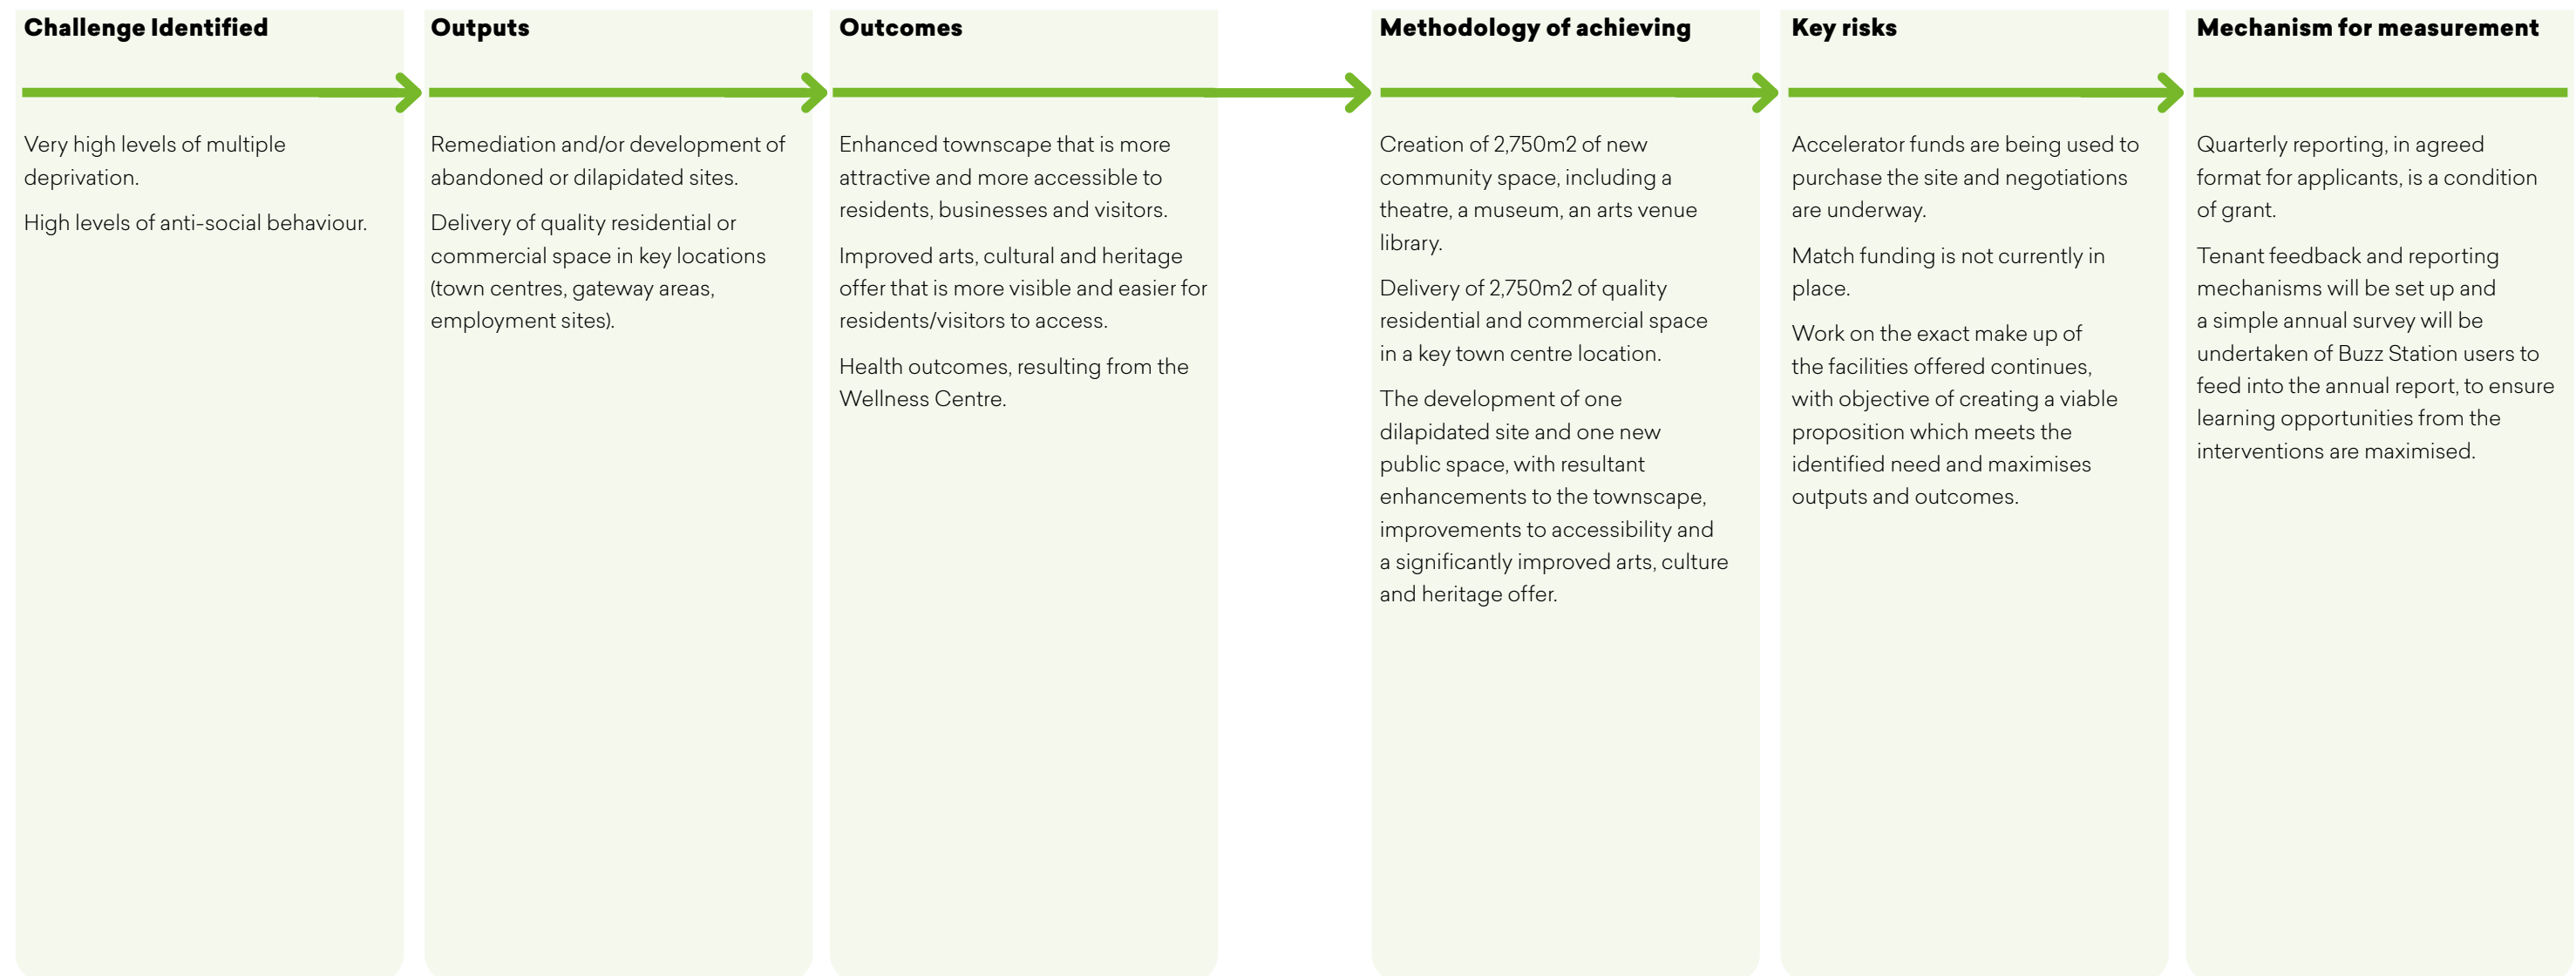 Challenge Identified
Very high levels of multiple
deprivation.
High levels of anti-social behaviour.
Outputs
Remediation and/or development of
abandoned or dilapidated sites.
Delivery of quality residential or
commercial space in key locations
(town centres, gateway areas,
employment sites).
Outcomes
Enhanced townscape that is more
attractive and more accessible to
residents, businesses and visitors.
Improved arts, cultural and heritage
offer that is more visible and easier for
residents/visitors to access.
Health outcomes, resulting from the
Wellness Centre.
Methodology of achieving
Creation of 2,750m2 of new
community space, including a
theatre, a museum, an arts venue
library.
Delivery of 2,750m2 of quality
residential and commercial space
in a key town centre location.
The development of one
dilapidated site and one new
public space, with resultant
enhancements to the townscape,
improvements to accessibility and
a significantly improved arts, culture
and heritage offer.
Key risks
Accelerator funds are being used to
purchase the site and negotiations
are underway.
Match funding is not currently in
place.
Work on the exact make up of
the facilities offered continues,
with objective of creating a viable
proposition which meets the
identified need and maximises
outputs and outcomes.
Mechanism for measurement
Quarterly reporting, in agreed
format for applicants, is a condition
of grant.
Tenant feedback and reporting
mechanisms will be set up and
a simple annual survey will be
undertaken of Buzz Station users to
feed into the annual report, to ensure
learning opportunities from the
interventions are maximised.